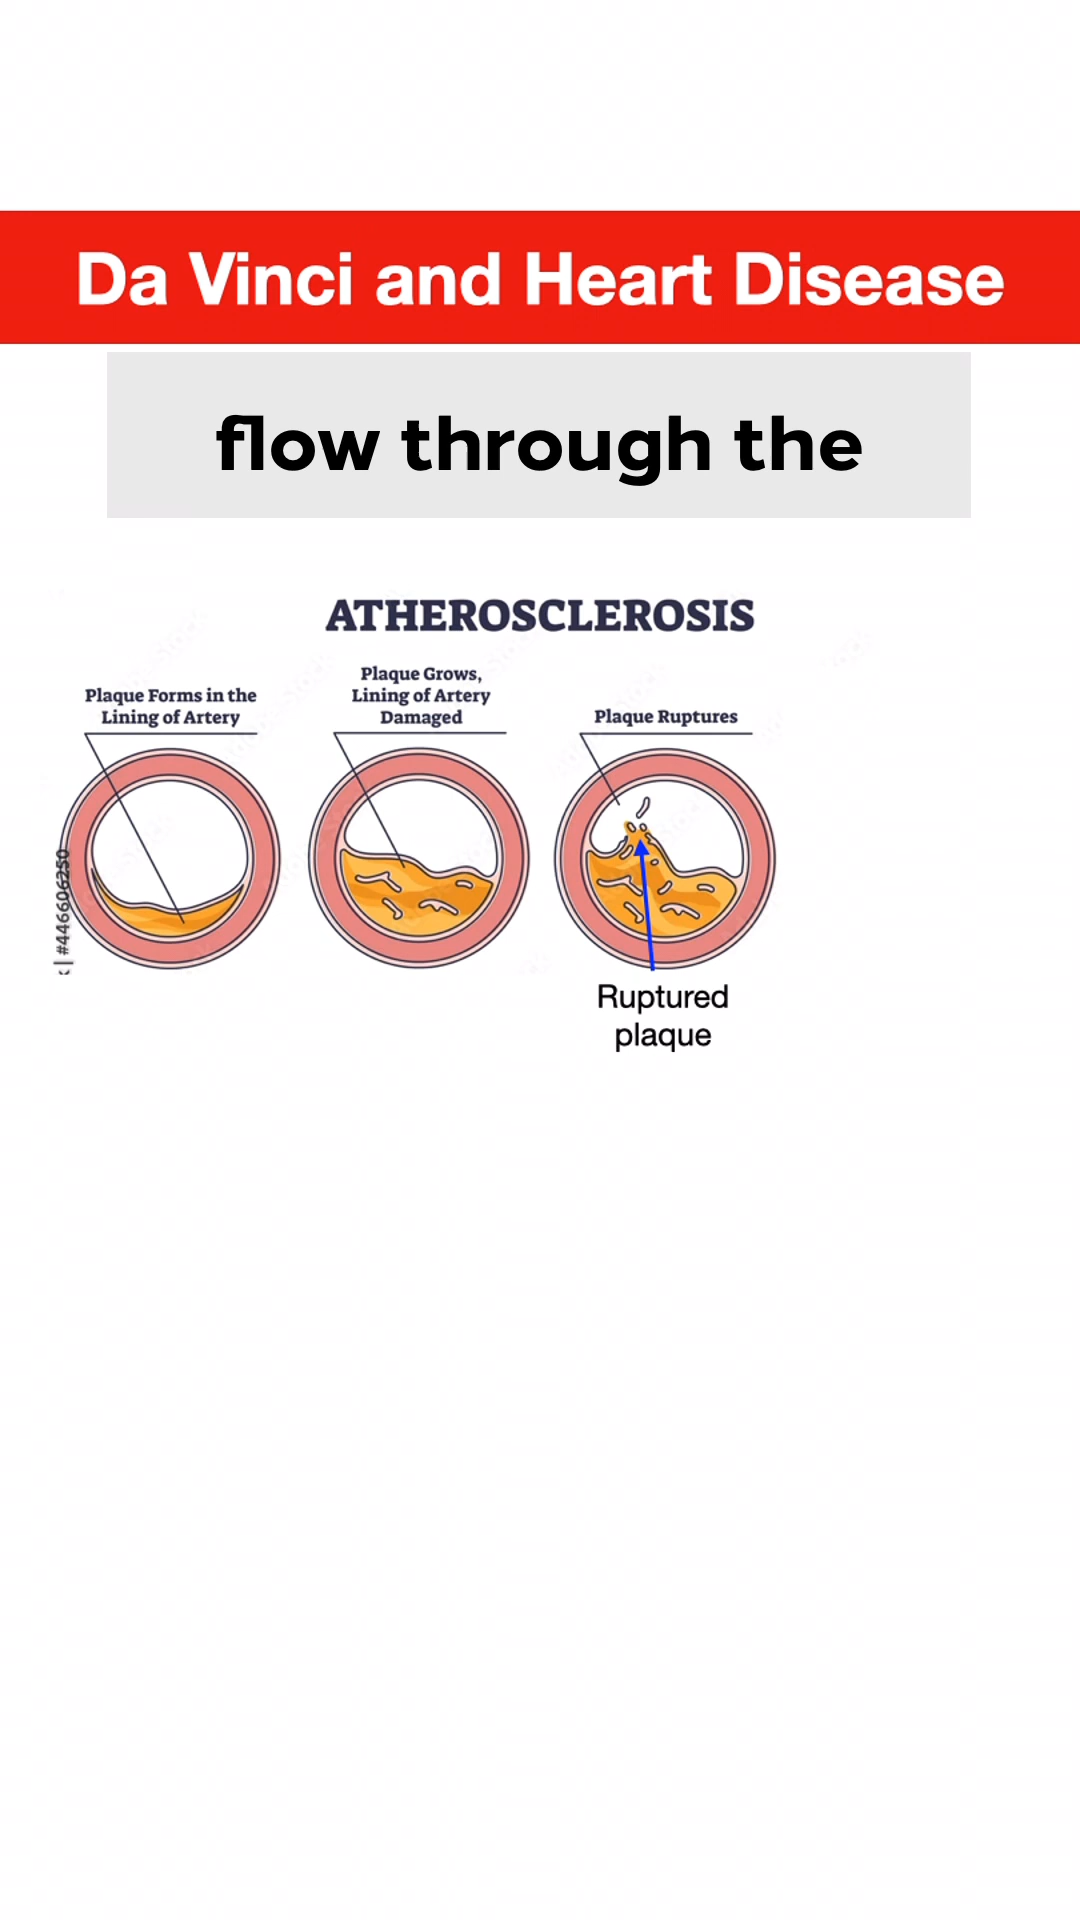 Da Vinci and Heart Disease
flow through the
ATHEROSCLEROSIS
Plaque Forms in the
Lining of Artery
Plaque Grows,
Lining of Artery
Damaged
Plaque Ruptures
| #446606250
Ruptured
plaque